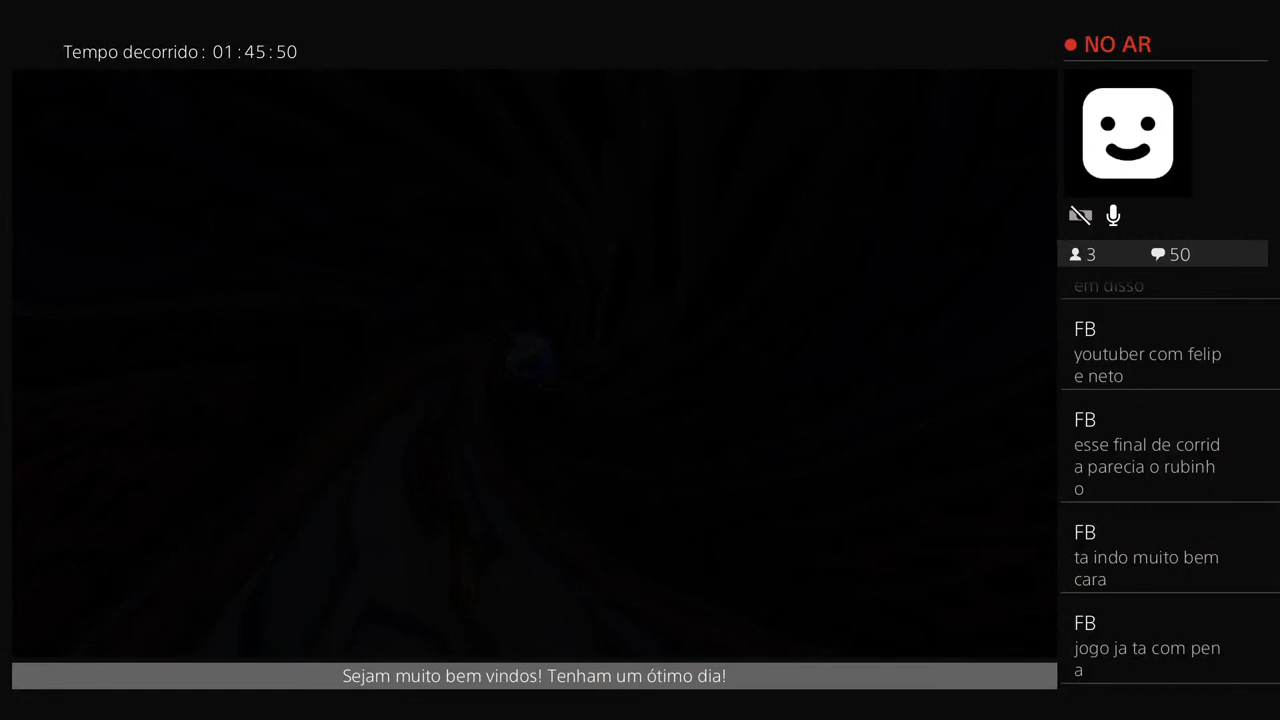 Tempo decorrido: 01:45:50
NO AR
3 50
em disso
FB
youtuber com felip
e neto
FB
esse final de corrid
a parecia o rubinh
o
FB
ta indo muito bem
cara
FB
jogo ja ta com pen
a
Sejam muito bem vindos! Tenham um ótimo dia!